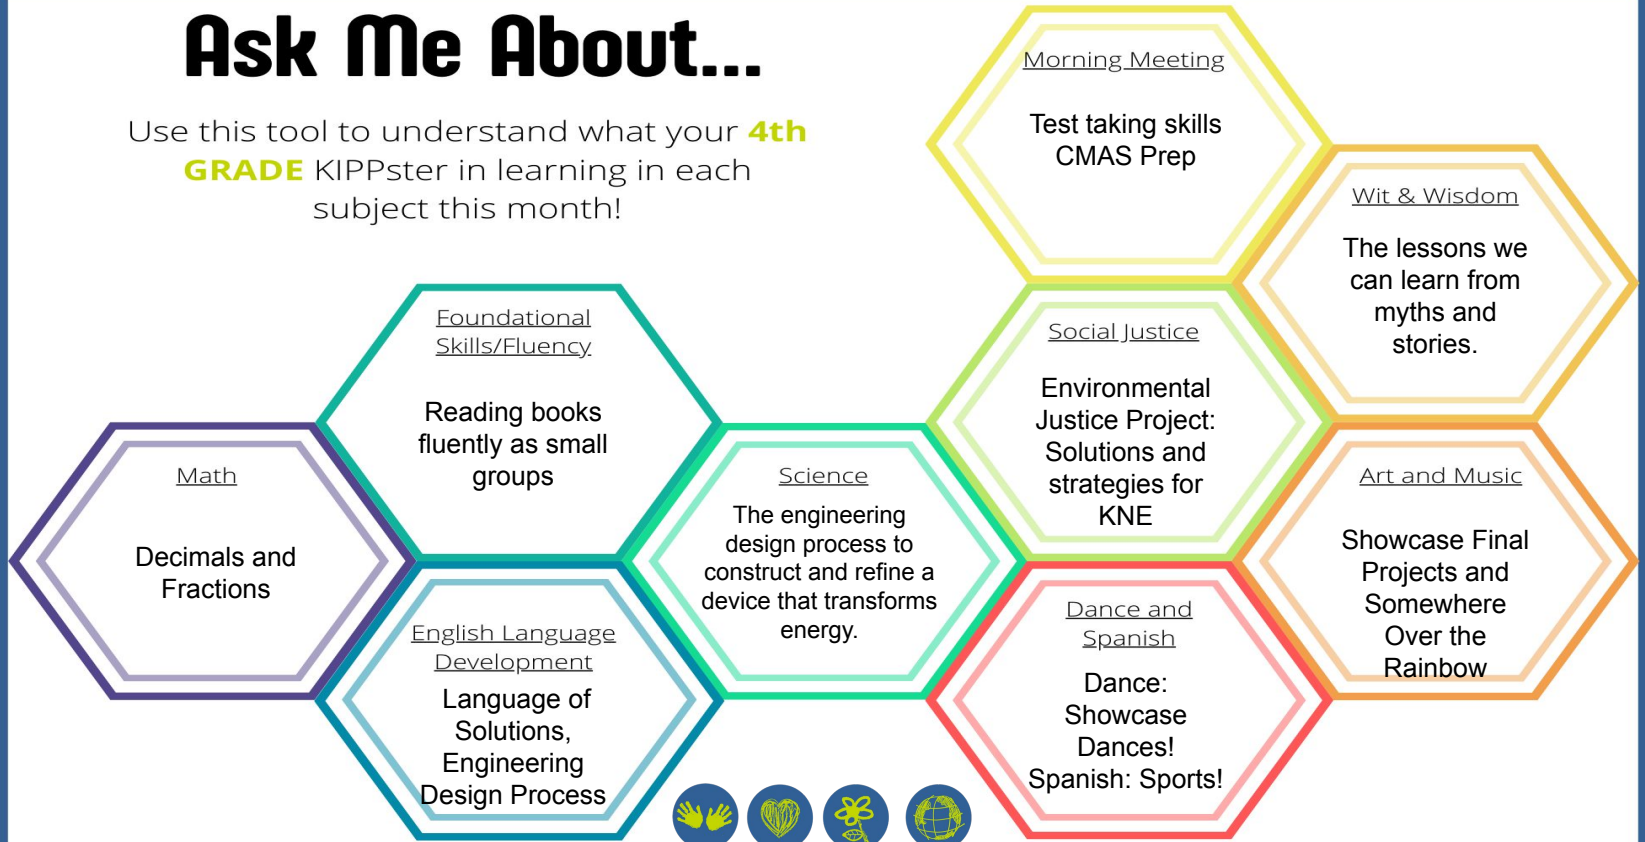 Ask Me About...
Use this tool to understand what your 4th
GRADE KIPPster in learning in each
subject this month!
Morning Meeting
Test taking skills
CMAS Prep
Wit & Wisdom
The lessons we
can learn from
myths and
stories.
Foundational
Skills/Fluency
Reading books
fluently as small
groups
Social Justice
Environmental
Justice Project:
Solutions and
strategies for
KNE
Math
Decimals and
Fractions
Science
The engineering
design process to
construct and refine a
device that transforms
energy.
Art and Music
Showcase Final
Projects and
Somewhere
Over the
Rainbow
English Language
Development
Language of
Solutions,
Engineering
Design Process
Dance and
Spanish
Dance:
Showcase
Dances!
Spanish: Sports!